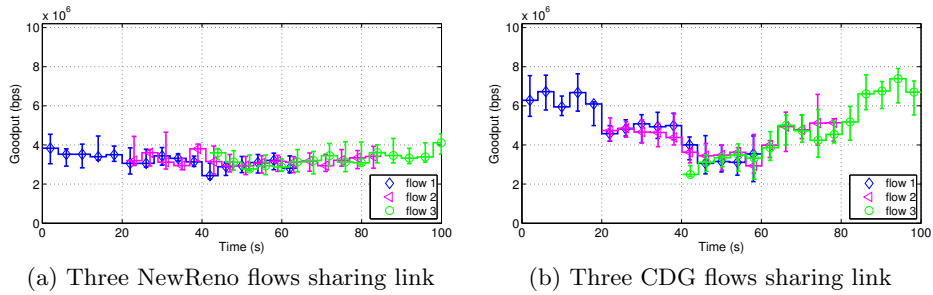 x 10^6
10
8
6
4
2
0
Goodput (bps)
0 20 40 60 80 100
Time (s)
flow 1
flow 2
flow 3
(a) Three NewReno flows sharing link
x 10^6
10
8
6
4
2
0
Gooodput (bps)
0 20 40 60 80 100
Time (s)
flow 1
flow 2
flow 3
(b) Three CDG flows sharing link